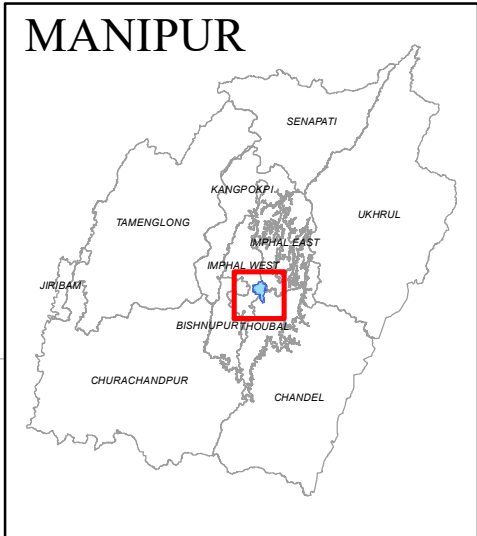 MANIPUR
SENAPATI
KANGPOKPI
UKHRUL
TAMENGLONG
IMPHAL EAST
IMPHAL WEST
JIRIBAM
BISHNUPUR
THOUBAL
CHURACHANDPUR
CHANDEL